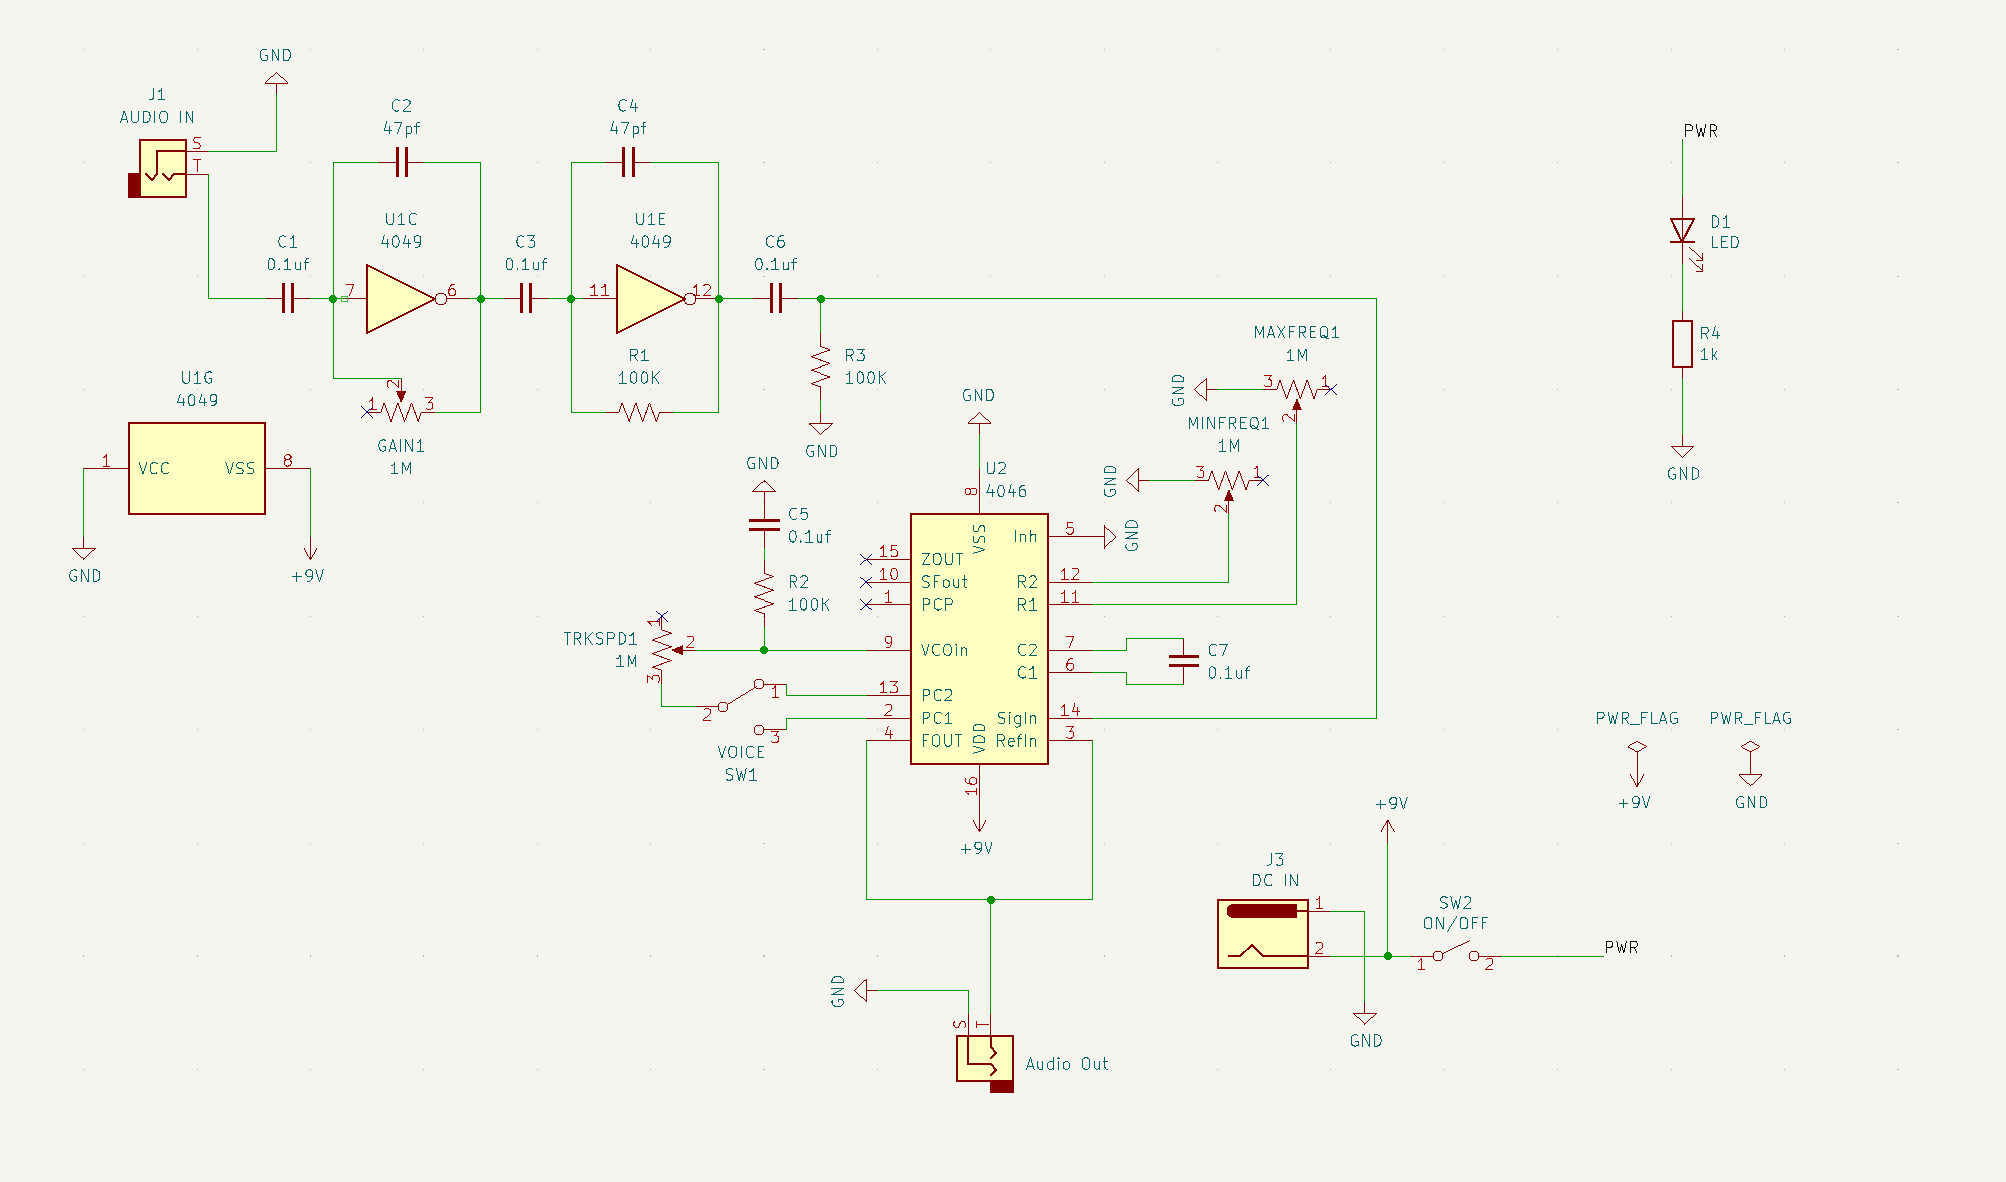 GND
J1
AUDIO IN
S
T
C2
47pf
C4
47pf
PWR
U1C
4049
U1E
4049
D1
LED
C1
0.1uf
7
6
C3
0.1uf
11
12
C6
0.1uf
R1
100K
R3
100K
GND
MAXFREQ1
1M
GND
3
1
2
R4
1k
GND
U1G
4049
1
VCC
VSS
8
GND
+9V
2
1
3
GAIN1
1M
MINFREQ1
1M
GND
3
1
2
GND
C5
0.1uf
R2
100K
GND
U2
4046
8
VSS
Inh
5
GND
15
ZOUT
10
SFout
R2
12
1
PCP
R1
11
TRKSPD1
1M
1
2
3
9
VCOin
C2
7
C1
6
C7
0.1uf
13
PC2
2
PC1
SigIn
14
4
FOUT
VDD
RefIn
3
1
2
3
VOICE
SW1
16
+9V
PWR_FLAG
PWR_FLAG
+9V
GND
+9V
J3
DC IN
1
2
SW2
ON/OFF
1
2
PWR
GND
GND
S
T
Audio Out